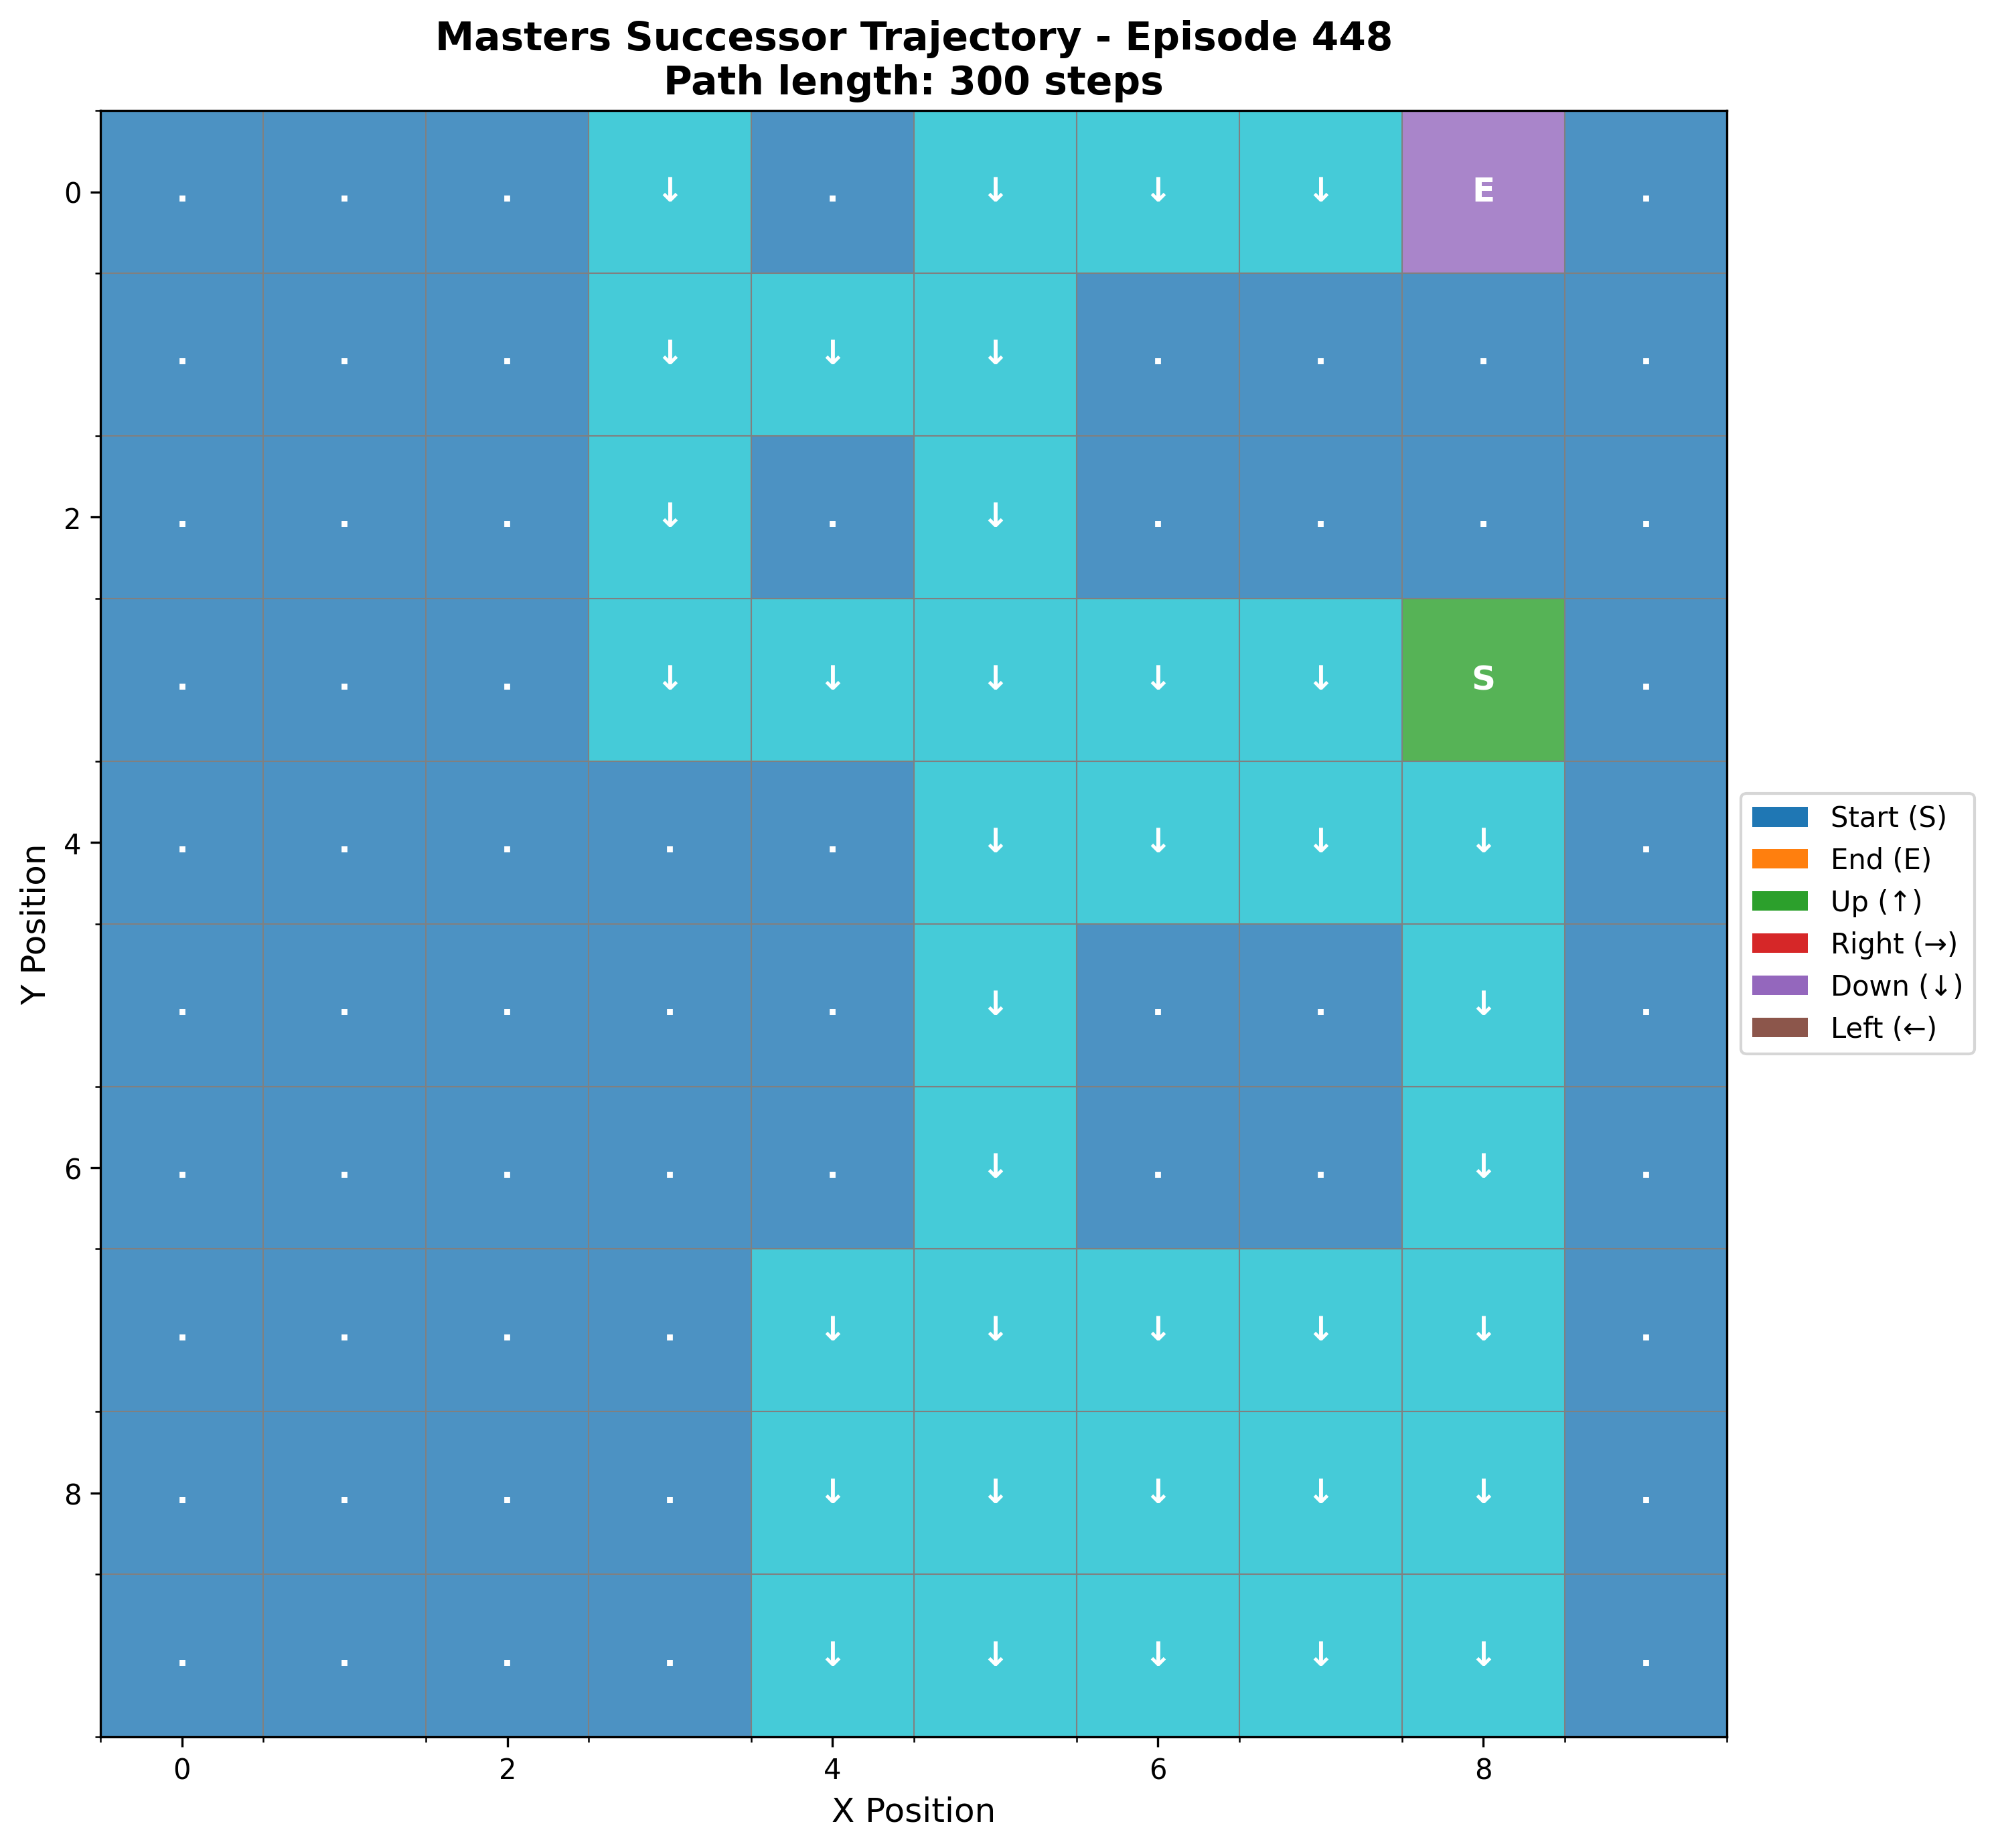 Masters Successor Trajectory - Episode 448
Path length: 300 steps
0 . . . ↓ . ↓ ↓ ↓ E .
. . . ↓ ↓ ↓ . . . .
2 . . . ↓ . ↓ . . . .
. . . ↓ ↓ ↓ ↓ ↓ S .
4 . . . . . ↓ ↓ ↓ ↓ .
. . . . . ↓ . . ↓ .
6 . . . . . ↓ . . ↓ .
. . . . ↓ ↓ ↓ ↓ ↓ .
8 . . . . ↓ ↓ ↓ ↓ ↓ .
. . . . ↓ ↓ ↓ ↓ ↓ .
0 2 4 6 8
X Position
Y Position
Start (S)
End (E)
Up (↑)
Right (→)
Down (↓)
Left (←)